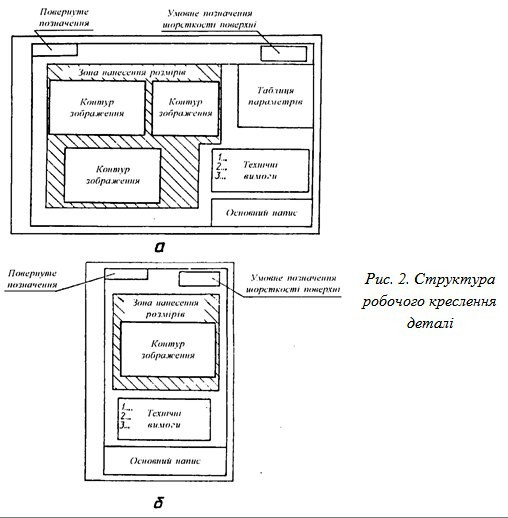 Повернуте
позначення
Умовне позначення
шорсткості поверхні
Зона нанесення розмірів
Контур
зображення
Контур
зображення
Таблиця
параметрів
Контур
зображення
1...
2...
3...
Технічні
вимоги
Основний напис
а
Повернуте
позначення
Умовне позначення
шорсткості поверхні
Зона нанесення
розмірів
Контур
зображення
1...
2...
3...
Технічні
вимоги
Основний напис
б
Рис. 2. Структура
робочого креслення
деталі